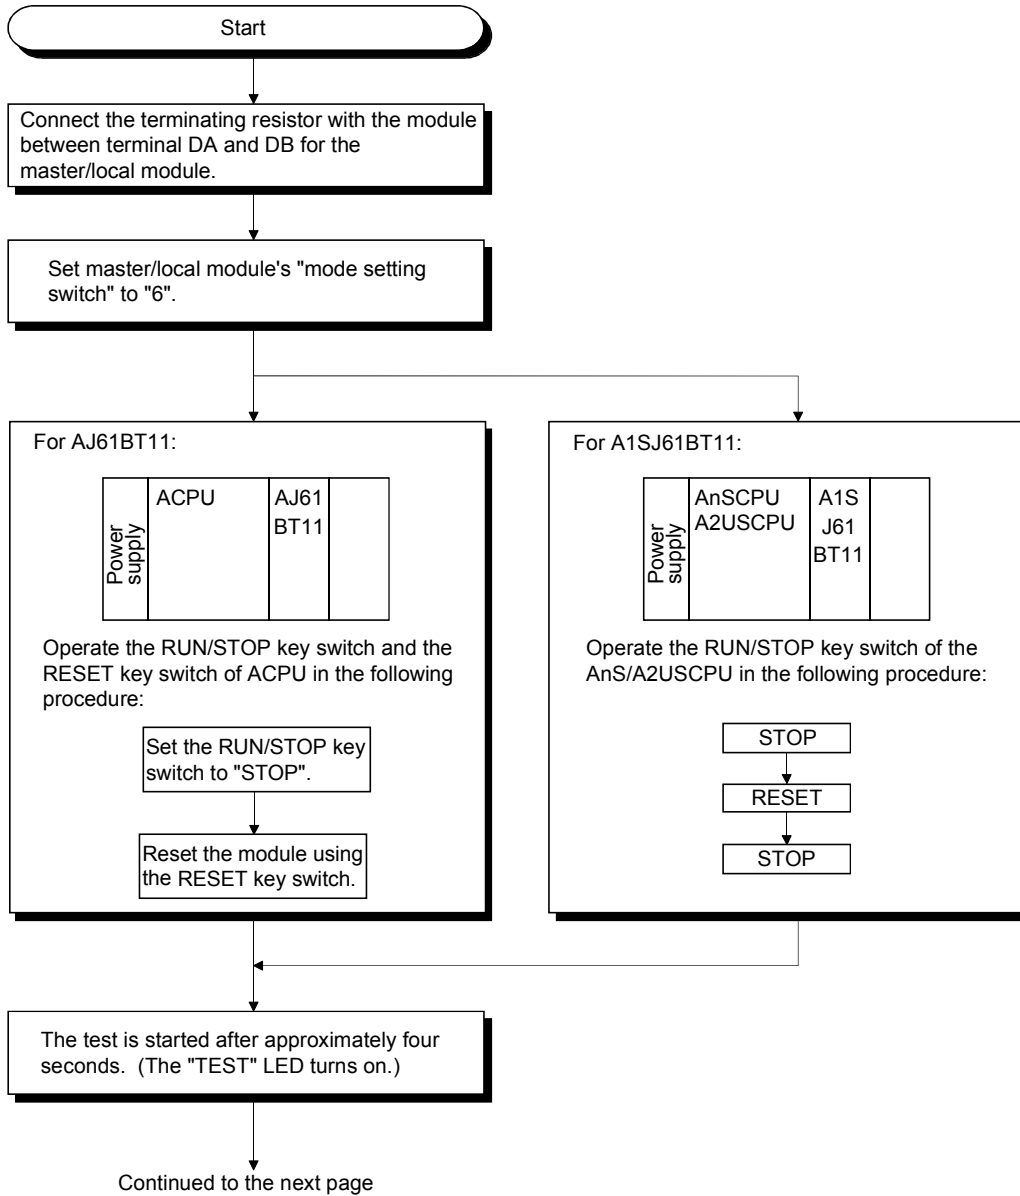 Start
Connect the terminating resistor with the module
between terminal DA and DB for the
master/local module.
Set master/local module's "mode setting
switch" to "6".
For AJ61BT11:
Power
supply
ACPU
AJ61
BT11
Operate the RUN/STOP key switch and the
RESET key switch of ACPU in the following
procedure:
Set the RUN/STOP key
switch to "STOP".
Reset the module using
the RESET key switch.
For A1SJ61BT11:
Power
supply
AnSCPU
A2USCPU
A1S
J61
BT11
Operate the RUN/STOP key switch of the
AnS/A2USCPU in the following procedure:
STOP
RESET
STOP
The test is started after approximately four
seconds. (The "TEST" LED turns on.)
Continued to the next page